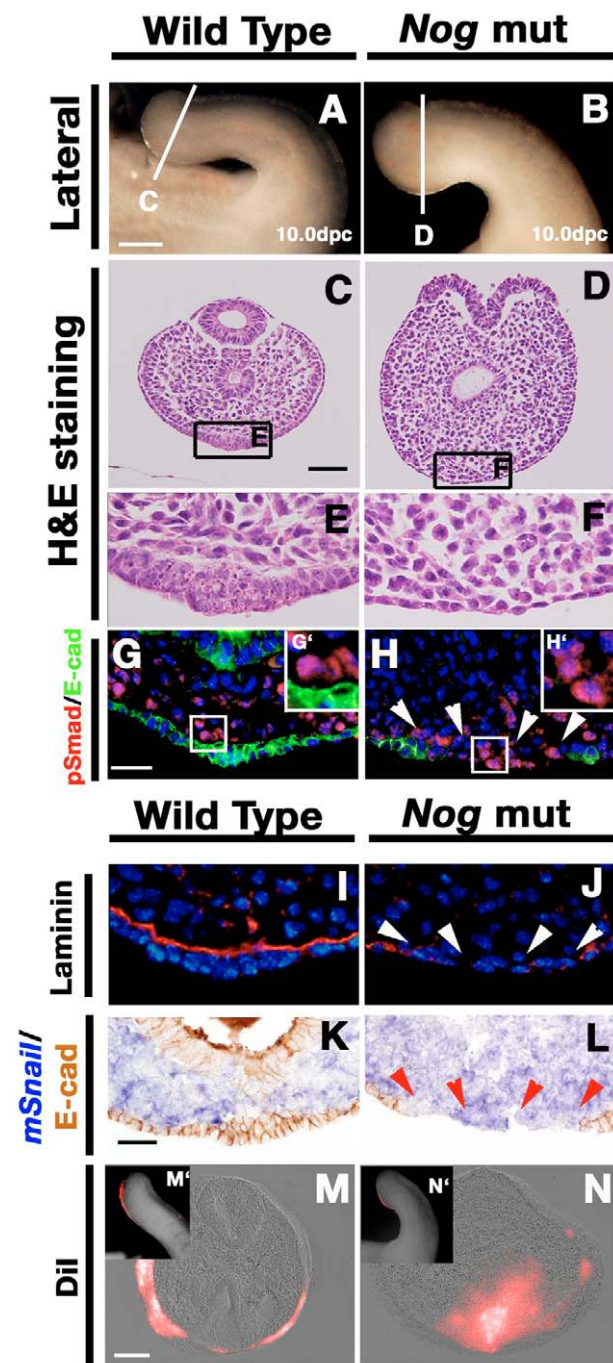 Wild Type Nog mut
Lateral
A B
C D
10.0dpc 10.0dpc
H&E staining
C D
E F
E F
pSmad/E-cad
G G' H H'
Wild Type Nog mut
Laminin
I J
mSnail/
E-cad
K L
DiI
M' M N' N